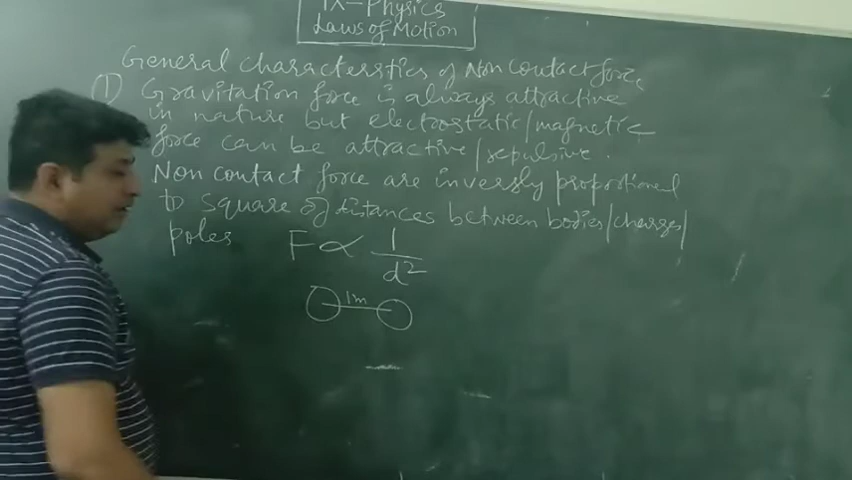 IX-Physics
Laws of Motion
General characterstics of Non Contact force
① Gravitation force is always attractive
in nature but electrostatic/magnetic
force can be attractive/repulsive.
Non contact force are inversly proportional
to square of distances between bodies/charges/
poles F ∝ 1/d²
1m